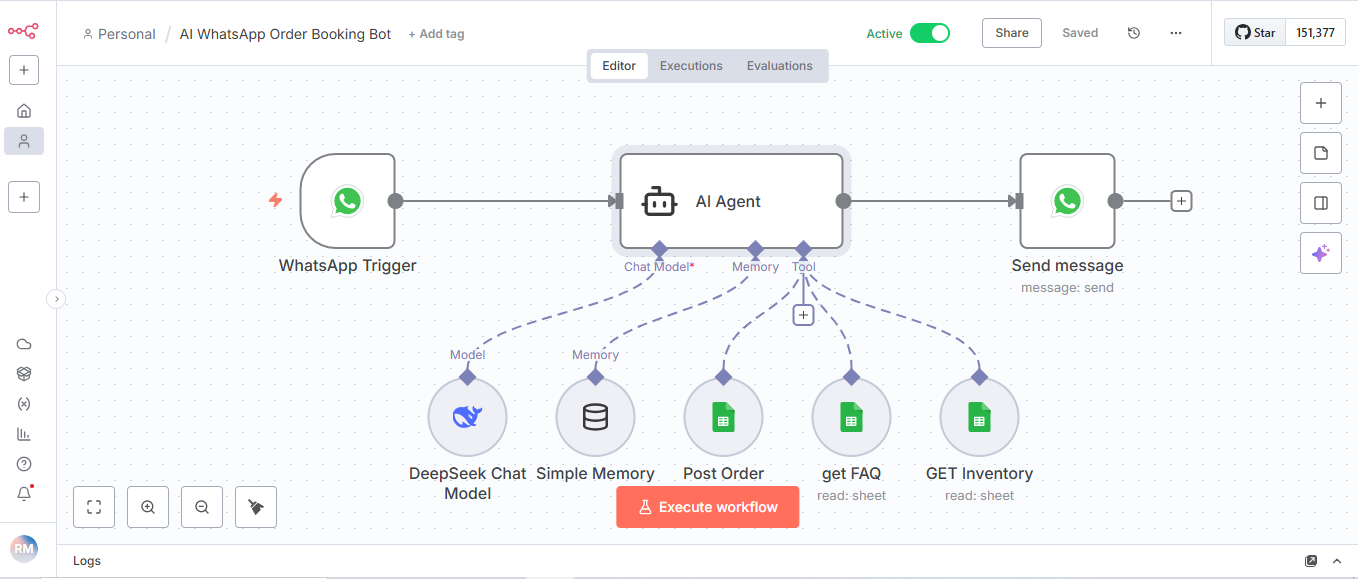 Personal / AI WhatsApp Order Booking Bot + Add tag
Active Share Saved Star 151,377
Editor Executions Evaluations
AI Agent
WhatsApp Trigger
Chat Model* Memory Tool
Send message
message: send
Model Memory
DeepSeek Chat Model
Simple Memory
Post Order
get FAQ
read: sheet
GET Inventory
read: sheet
Execute workflow
RM
Logs